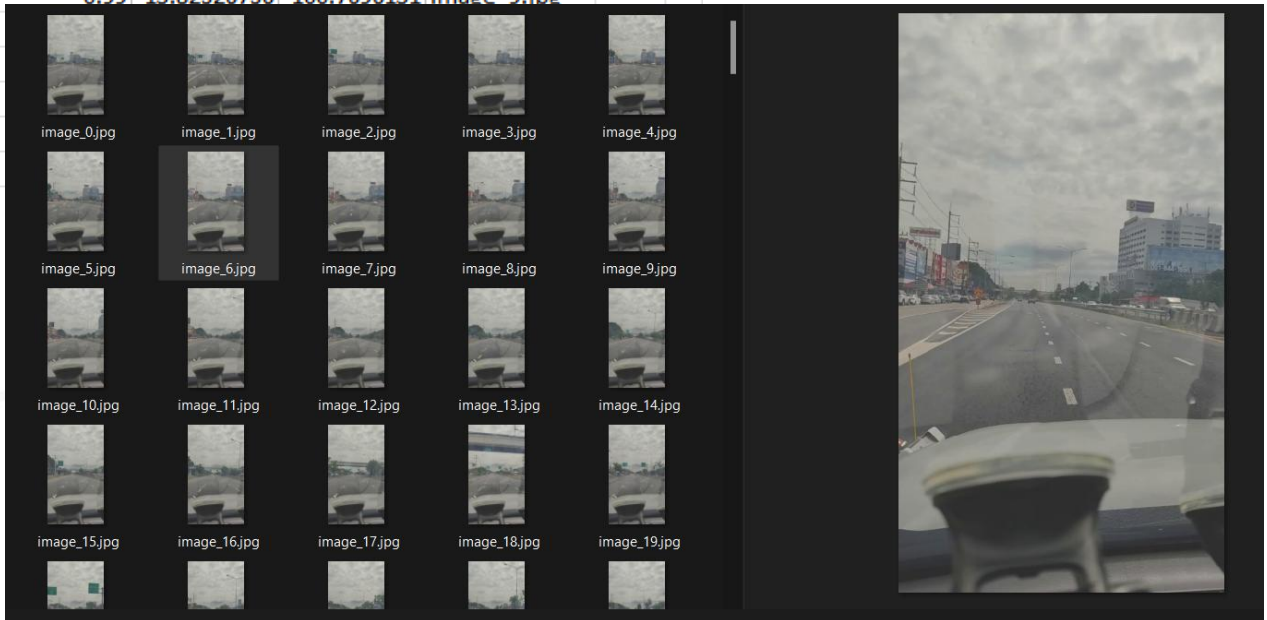 image_0.jpg
image_1.jpg
image_2.jpg
image_3.jpg
image_4.jpg
image_5.jpg
image_6.jpg
image_7.jpg
image_8.jpg
image_9.jpg
image_10.jpg
image_11.jpg
image_12.jpg
image_13.jpg
image_14.jpg
image_15.jpg
image_16.jpg
image_17.jpg
image_18.jpg
image_19.jpg